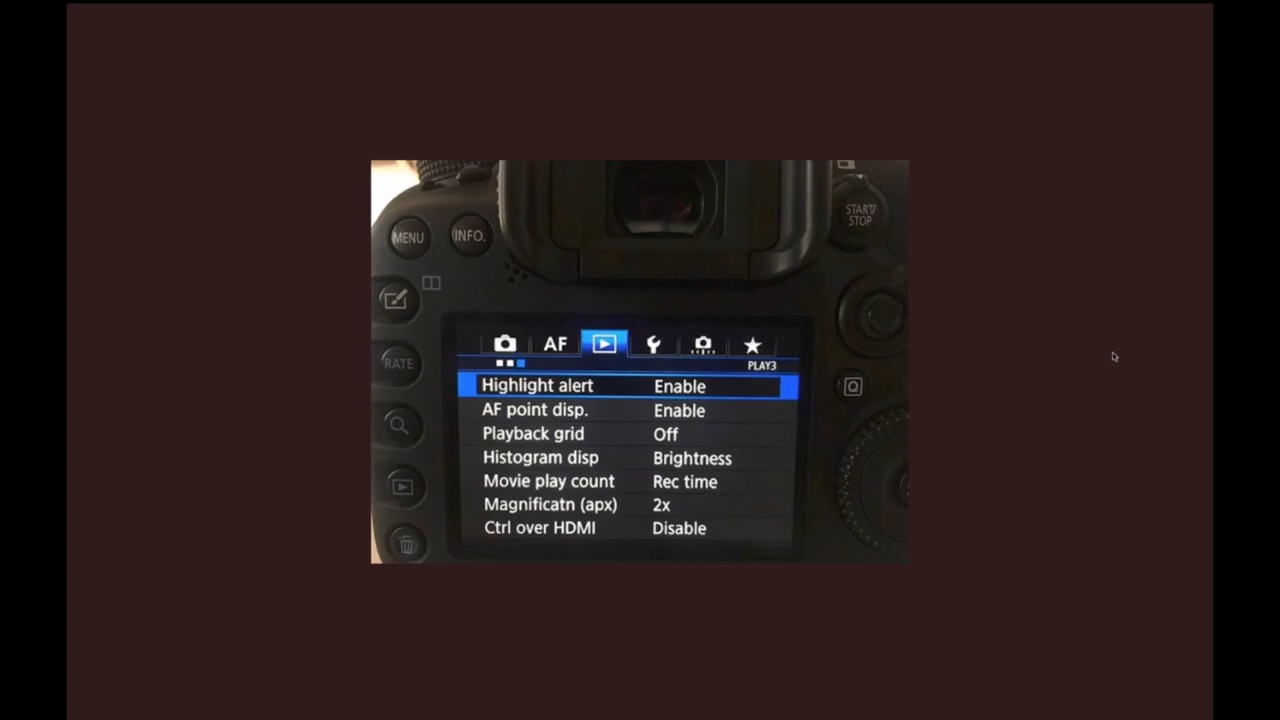 START/
STOP
MENU
INFO.
RATE
Q
AF
PLAY3
Highlight alert Enable
AF point disp. Enable
Playback grid Off
Histogram disp Brightness
Movie play count Rec time
Magnificatn (apx) 2x
Ctrl over HDMI Disable